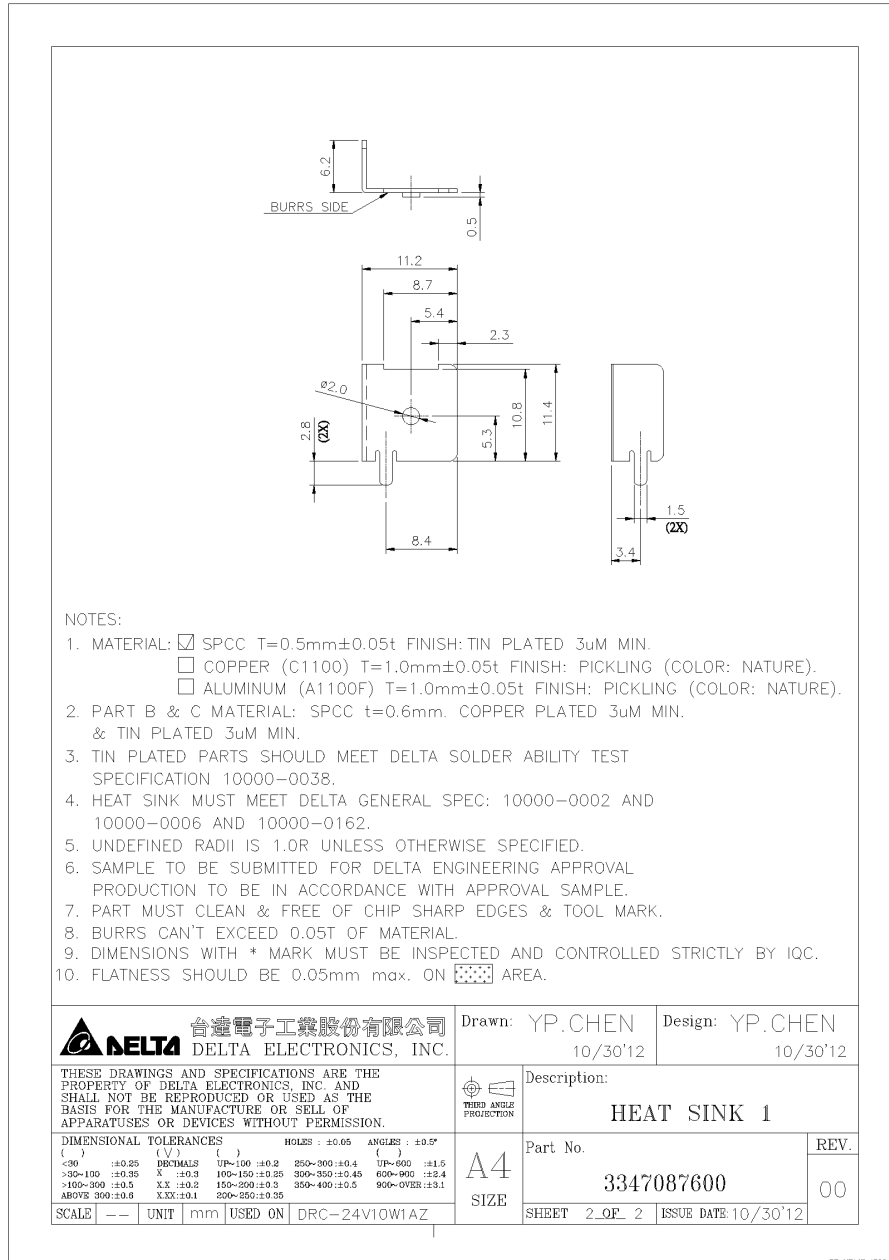 6.2
BURRS SIDE
0.5
11.2
8.7
5.4
2.3
ø2.0
2.8
(2X)
5.3
10.8
11.4
8.4
1.5
(2X)
3.4
NOTES:
1. MATERIAL: ☑ SPCC T=0.5mm±0.05t FINISH: TIN PLATED 3uM MIN.
☐ COPPER (C1100) T=1.0mm±0.05t FINISH: PICKLING (COLOR: NATURE).
☐ ALUMINUM (A1100F) T=1.0mm±0.05t FINISH: PICKLING (COLOR: NATURE).
2. PART B & C MATERIAL: SPCC t=0.6mm. COPPER PLATED 3uM MIN.
& TIN PLATED 3uM MIN.
3. TIN PLATED PARTS SHOULD MEET DELTA SOLDER ABILITY TEST
SPECIFICATION 10000-0038.
4. HEAT SINK MUST MEET DELTA GENERAL SPEC: 10000-0002 AND
10000-0006 AND 10000-0162.
5. UNDEFINED RADII IS 1.0R UNLESS OTHERWISE SPECIFIED.
6. SAMPLE TO BE SUBMITTED FOR DELTA ENGINEERING APPROVAL
PRODUCTION TO BE IN ACCORDANCE WITH APPROVAL SAMPLE.
7. PART MUST CLEAN & FREE OF CHIP SHARP EDGES & TOOL MARK.
8. BURRS CAN'T EXCEED 0.05T OF MATERIAL.
9. DIMENSIONS WITH * MARK MUST BE INSPECTED AND CONTROLLED STRICTLY BY IQC.
10. FLATNESS SHOULD BE 0.05mm max. ON AREA.
DELTA
台達電子工業股份有限公司
DELTA ELECTRONICS, INC.
Drawn: YP.CHEN
10/30'12
Design: YP.CHEN
10/30'12
THESE DRAWINGS AND SPECIFICATIONS ARE THE
PROPERTY OF DELTA ELECTRONICS, INC. AND
SHALL NOT BE REPRODUCED OR USED AS THE
BASIS FOR THE MANUFACTURE OR SELL OF
APPARATUSES OR DEVICES WITHOUT PERMISSION.
THIRD ANGLE
PROJECTION
Description:
HEAT SINK 1
DIMENSIONAL TOLERANCES HOLES : ±0.05 ANGLES : ±0.5°
( ) (√) ( ) ( )
<30 :±0.25 DECIMALS UP~100 :±0.2 250~300:±0.4 UP~600 :±1.5
>30~100 :±0.35 X :±0.3 100~150:±0.25 300~350:±0.45 600~900 :±2.4
>100~300 :±0.5 X.X :±0.2 150~200:±0.3 350~400:±0.5 900~OVER:±3.1
ABOVE 300:±0.6 X.XX:±0.1 200~250:±0.35
A4
SIZE
Part No.
3347087600
REV.
00
SCALE -- UNIT mm USED ON DRC-24V10W1AZ
SHEET 2 OF 2 ISSUE DATE: 10/30'12